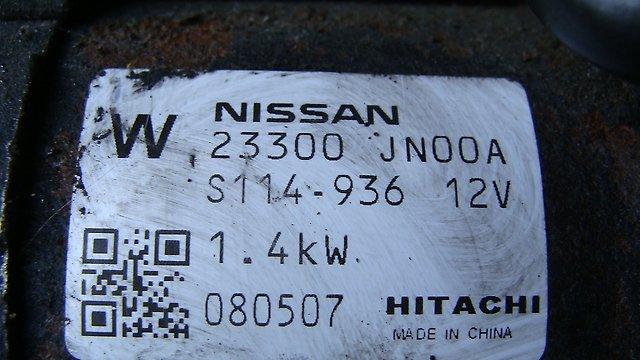 NISSAN
W 23300 JN00A
S114-936 12V
1.4kW.
080507 HITACHI
MADE IN CHINA